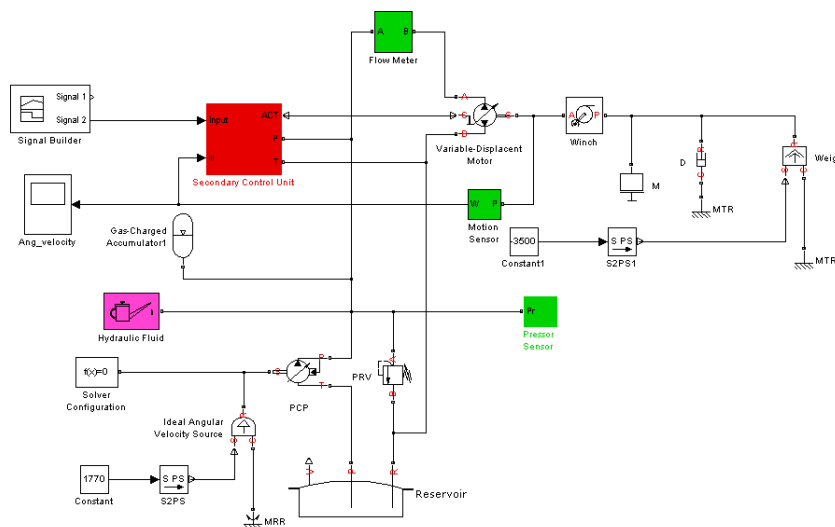 A
B
Flow Meter
Signal 1
Signal 2
Signal Builder
Input
ACT
P
T
w
Secondary Control Unit
A
S
C
D
Variable-Displacent
Motor
A
P
Winch
M
D
R
C
MTR
R
S
C
Weig
MTR
Ang_velocity
Gas-Charged
Accumulator1
W
P
Motion
Sensor
-3500
Constant1
S PS
S2PS1
Hydraulic Fluid
Pr
Pressor
Sensor
f(x)=0
Solver
Configuration
S
P
T
PCP
PRV
A
B
Ideal Angular
Velocity Source
R
S
C
1770
Constant
S PS
S2PS
MRR
V
P
R
Reservoir